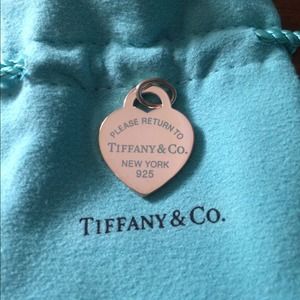 PLEASE RETURN TO
TIFFANY & CO.
NEW YORK
925
TIFFANY & CO.